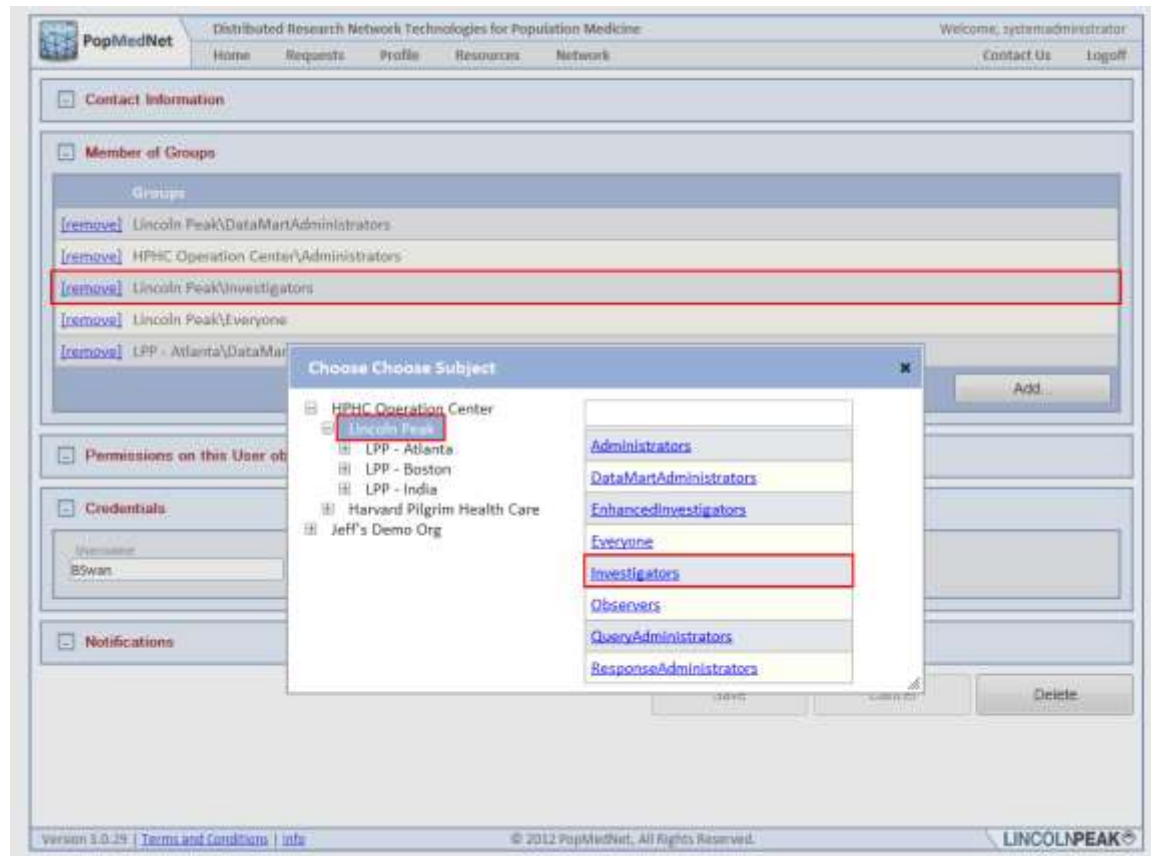 PopMedNet
Distributed Research Network Technologies for Population Medicine
Welcome, systemadministrator
Home Requests Profile Resources Network Contact Us Logoff
Contact Information
Member of Groups
Groups
[remove] Lincoln Peak\DataMartAdministrators
[remove] HPHC Operation Center\Administrators
[remove] Lincoln Peak\Investigators
[remove] Lincoln Peak\Everyone
[remove] LPP - Atlanta\DataMar
Add...
Choose Choose Subject
HPHC Operation Center
Lincoln Peak
LPP - Atlanta
LPP - Boston
LPP - India
Harvard Pilgrim Health Care
Jeff's Demo Org
Administrators
DataMartAdministrators
EnhancedInvestigators
Everyone
Investigators
Observers
QueryAdministrators
ResponseAdministrators
Permissions on this User ob
Credentials
Username
BSwan
Notifications
Save Cancel Delete
Version 3.0.29 | Terms and Conditions | Info © 2012 PopMedNet, All Rights Reserved. LINCOLNPEAK